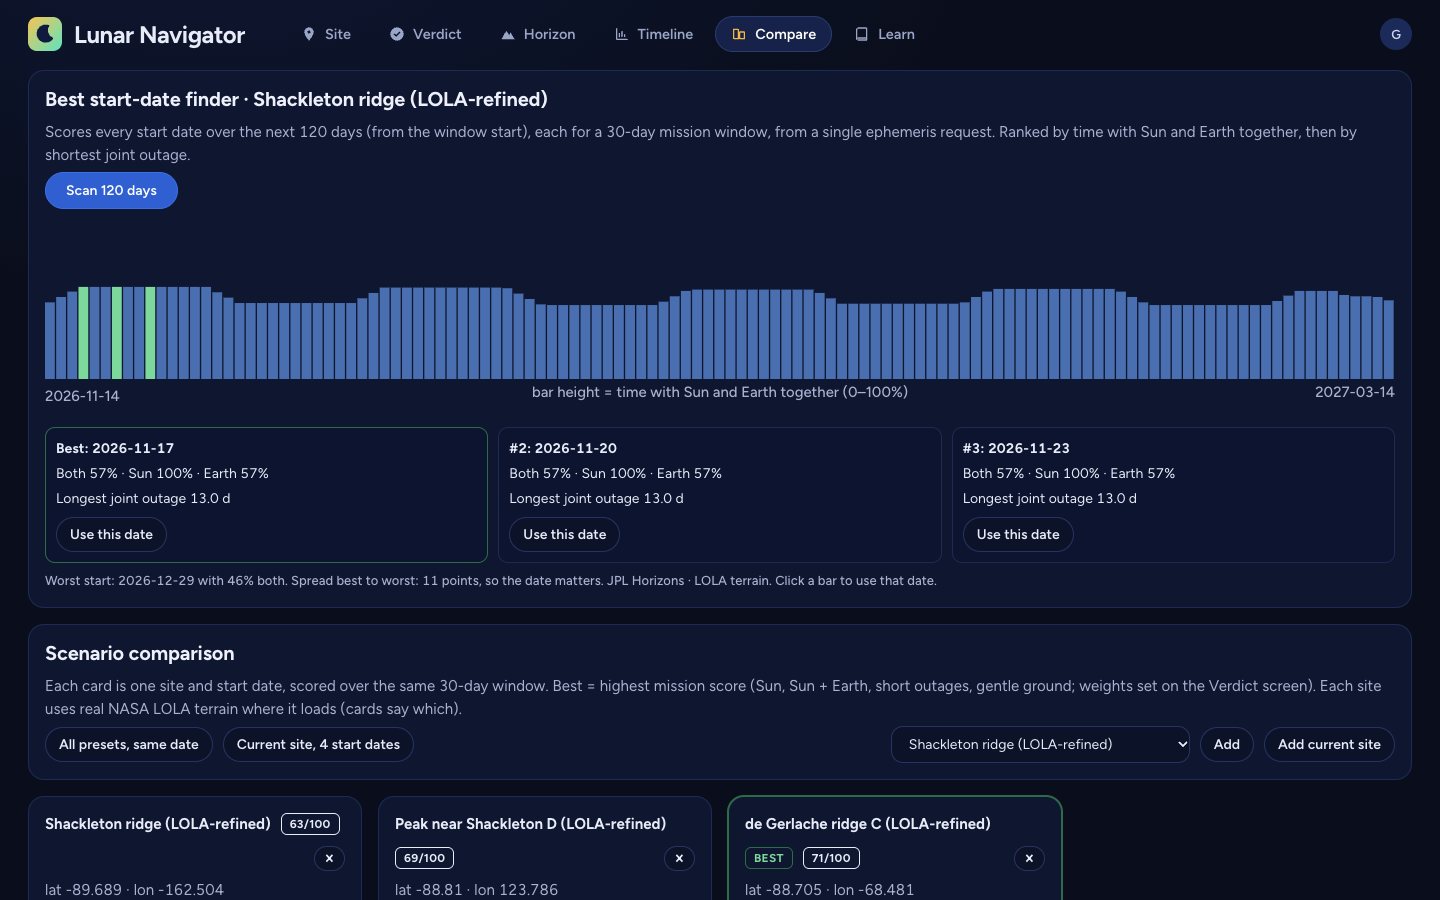 Lunar Navigator
Site
Verdict
Horizon
Timeline
Compare
Learn
G
Best start-date finder · Shackleton ridge (LOLA-refined)
Scores every start date over the next 120 days (from the window start), each for a 30-day mission window, from a single ephemeris request. Ranked by time with Sun and Earth together, then by
shortest joint outage.
Scan 120 days
2026-11-14
bar height = time with Sun and Earth together (0–100%)
2027-03-14
Best: 2026-11-17
Both 57% · Sun 100% · Earth 57%
Longest joint outage 13.0 d
Use this date
#2: 2026-11-20
Both 57% · Sun 100% · Earth 57%
Longest joint outage 13.0 d
Use this date
#3: 2026-11-23
Both 57% · Sun 100% · Earth 57%
Longest joint outage 13.0 d
Use this date
Worst start: 2026-12-29 with 46% both. Spread best to worst: 11 points, so the date matters. JPL Horizons · LOLA terrain. Click a bar to use that date.
Scenario comparison
Each card is one site and start date, scored over the same 30-day window. Best = highest mission score (Sun, Sun + Earth, short outages, gentle ground; weights set on the Verdict screen). Each site
uses real NASA LOLA terrain where it loads (cards say which).
All presets, same date
Current site, 4 start dates
Shackleton ridge (LOLA-refined)
Add
Add current site
Shackleton ridge (LOLA-refined)
63/100
×
lat -89.689 · lon -162.504
Peak near Shackleton D (LOLA-refined)
69/100
×
lat -88.81 · lon 123.786
de Gerlache ridge C (LOLA-refined)
BEST
71/100
×
lat -88.705 · lon -68.481